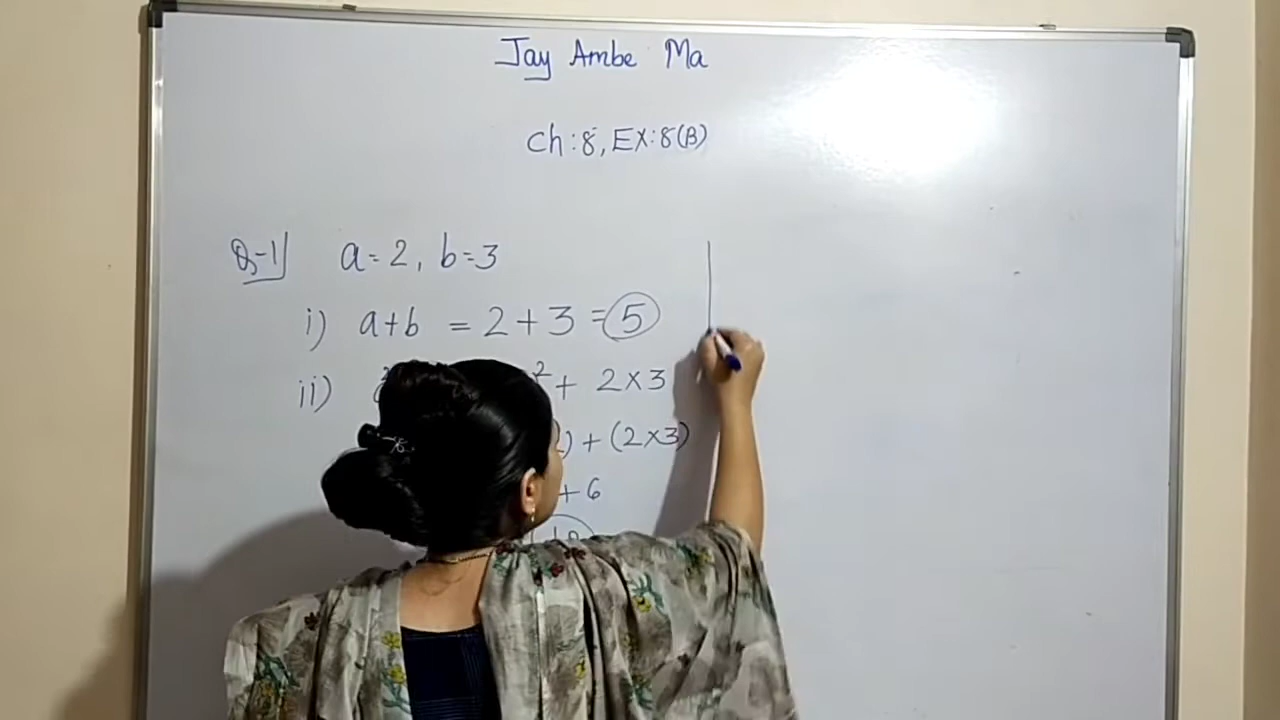 Jay Ambe Ma
Ch:8, EX:8(B)
Q-1 a=2, b=3
i) a+b = 2+3 =5
ii) ² + 2×3
) + (2×3)
+ 6
10